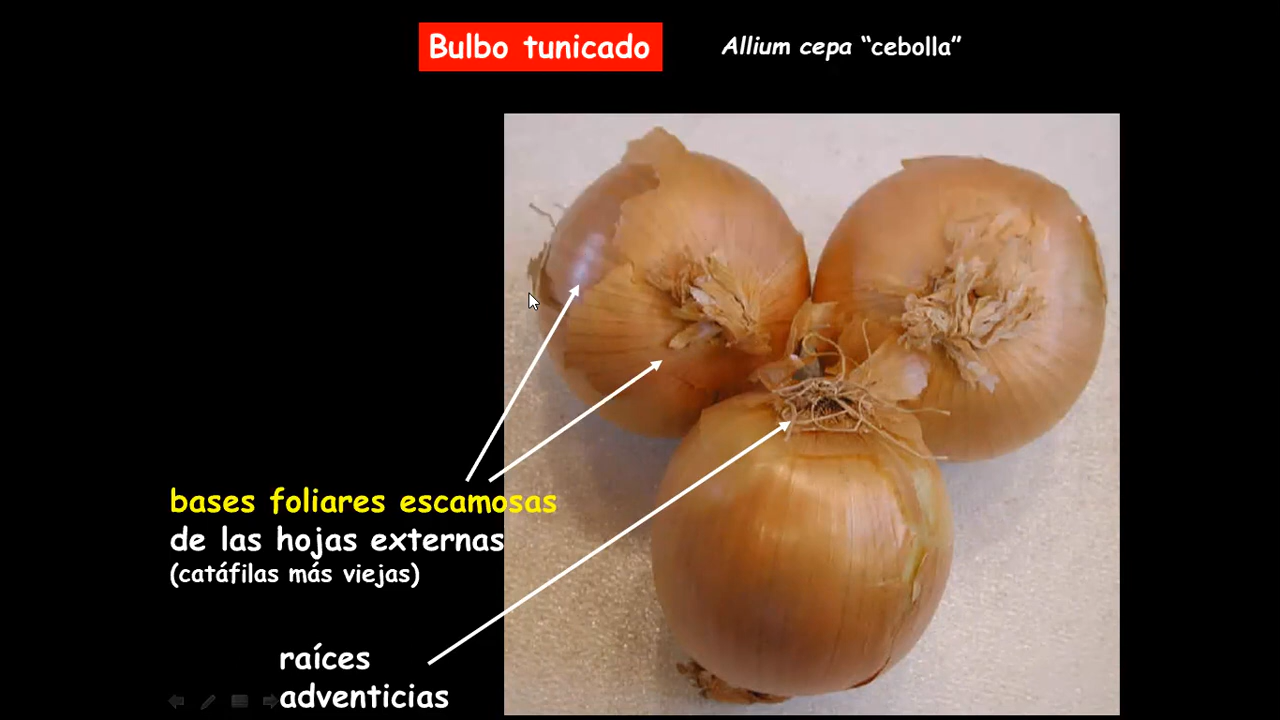 Bulbo tunicado
Allium cepa “cebolla”
bases foliares escamosas
de las hojas externas
(catáfilas más viejas)
raíces
adventicias